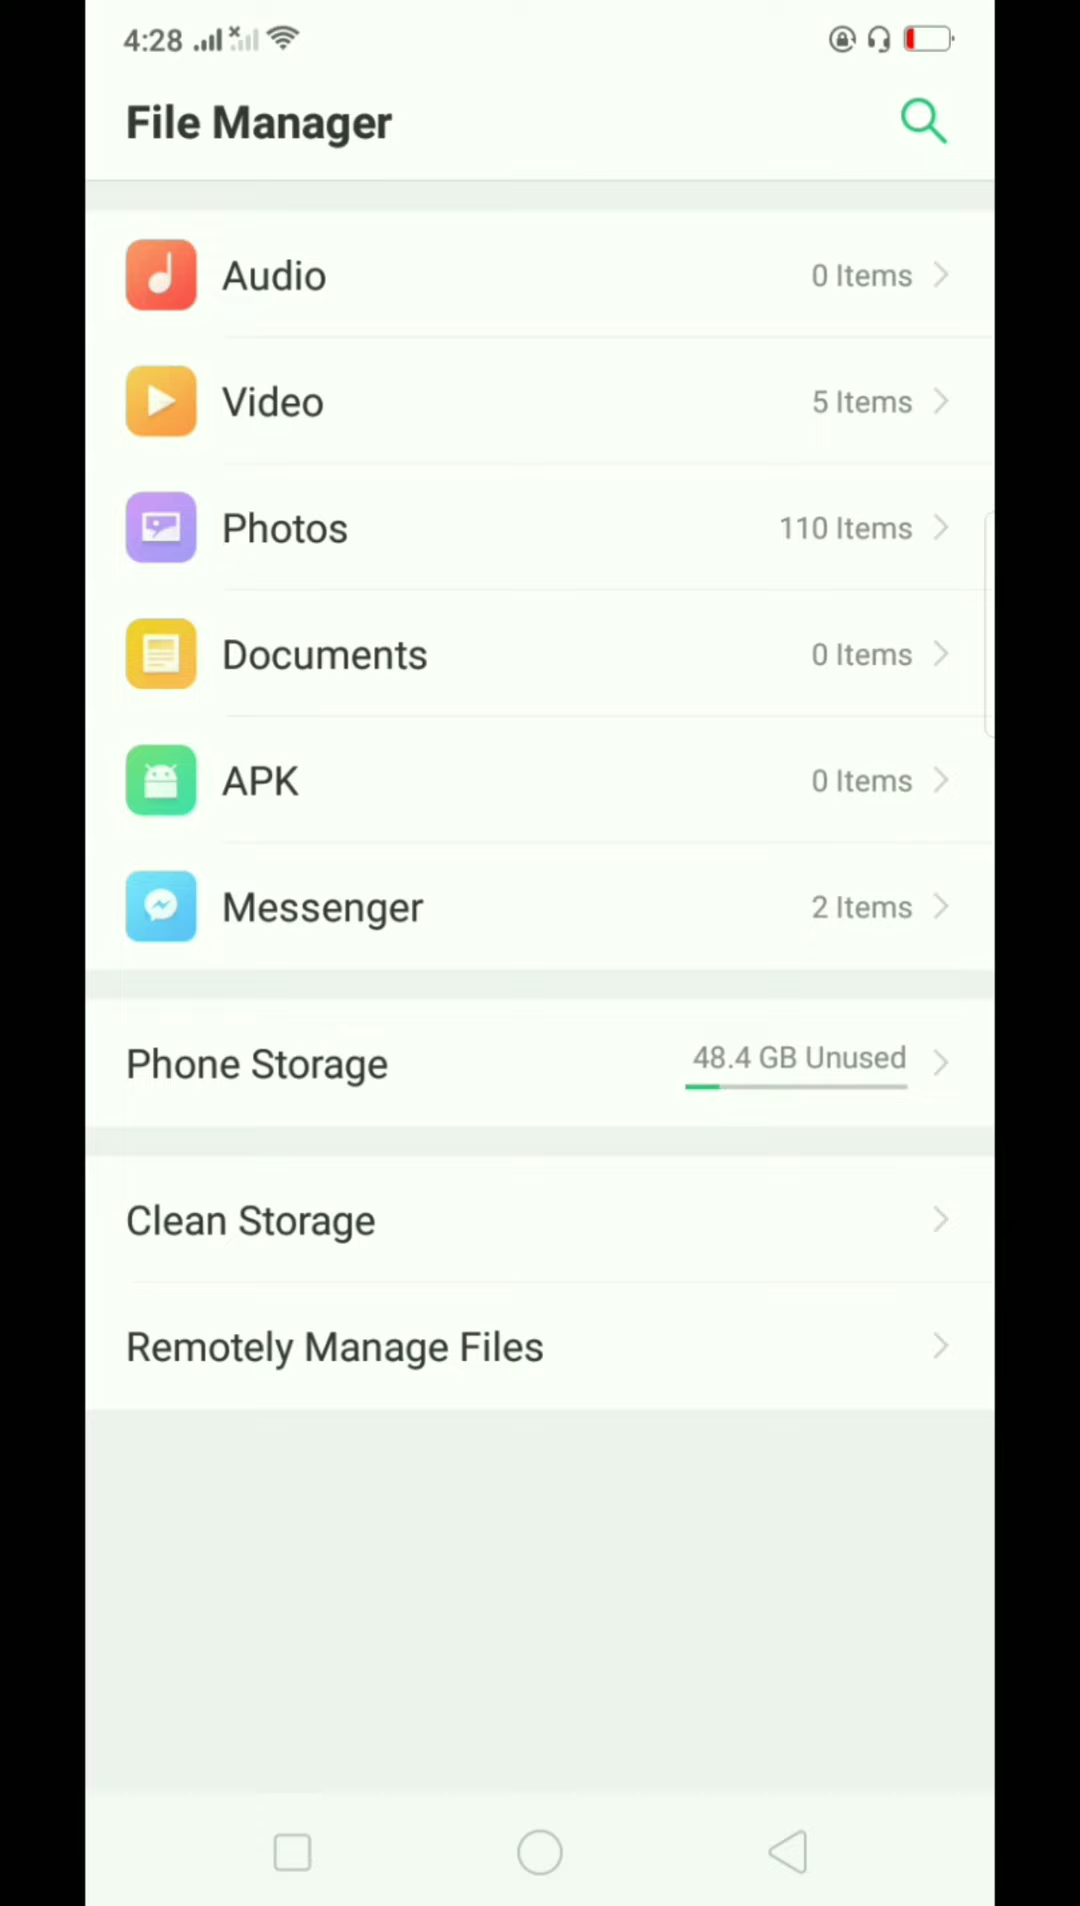 4:28
File Manager
Audio 0 Items
Video 5 Items
Photos 110 Items
Documents 0 Items
APK 0 Items
Messenger 2 Items
Phone Storage 48.4 GB Unused
Clean Storage
Remotely Manage Files